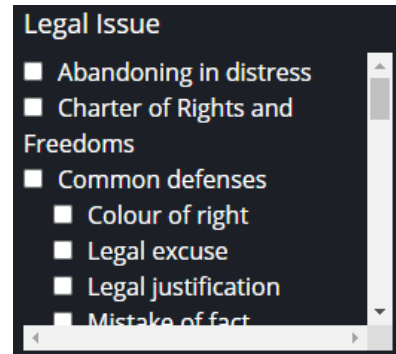 Legal Issue
Abandoning in distress
Charter of Rights and
Freedoms
Common defenses
Colour of right
Legal excuse
Legal justification
Mistake of fact